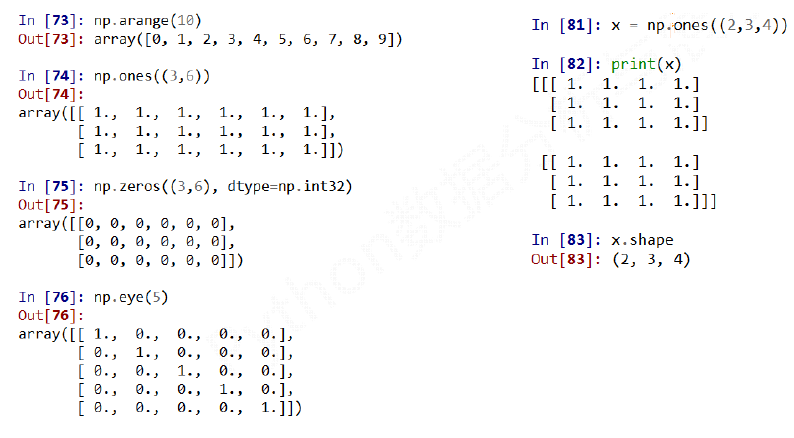 In [73]: np.arange(10)
Out[73]: array([0, 1, 2, 3, 4, 5, 6, 7, 8, 9])
In [74]: np.ones((3,6))
Out[74]:
array([[ 1.,  1.,  1.,  1.,  1.,  1.],
       [ 1.,  1.,  1.,  1.,  1.,  1.],
       [ 1.,  1.,  1.,  1.,  1.,  1.]])
In [75]: np.zeros((3,6), dtype=np.int32)
Out[75]:
array([[0, 0, 0, 0, 0, 0],
       [0, 0, 0, 0, 0, 0],
       [0, 0, 0, 0, 0, 0]])
In [76]: np.eye(5)
Out[76]:
array([[ 1.,  0.,  0.,  0.,  0.],
       [ 0.,  1.,  0.,  0.,  0.],
       [ 0.,  0.,  1.,  0.,  0.],
       [ 0.,  0.,  0.,  1.,  0.],
       [ 0.,  0.,  0.,  0.,  1.]])
In [81]: x = np.ones((2,3,4))
In [82]: print(x)
[[[ 1.  1.  1.  1.]
  [ 1.  1.  1.  1.]
  [ 1.  1.  1.  1.]]
 [[ 1.  1.  1.  1.]
  [ 1.  1.  1.  1.]
  [ 1.  1.  1.  1.]]]
In [83]: x.shape
Out[83]: (2, 3, 4)
thon数据分